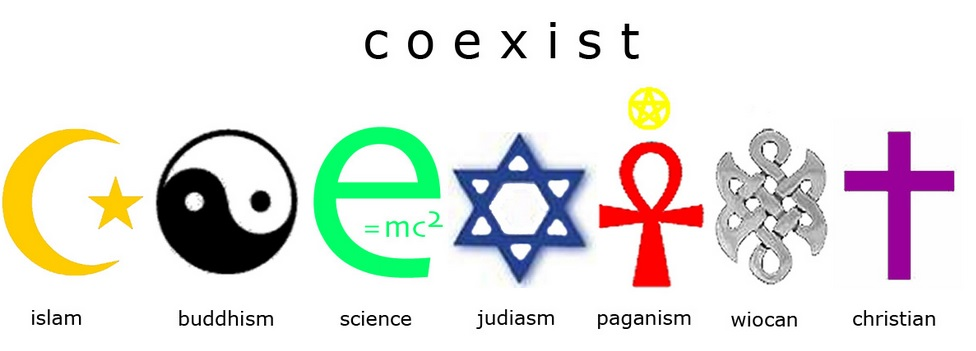 c o e x i s t
e =mc²
islam buddhism science judiasm paganism wiocan christian